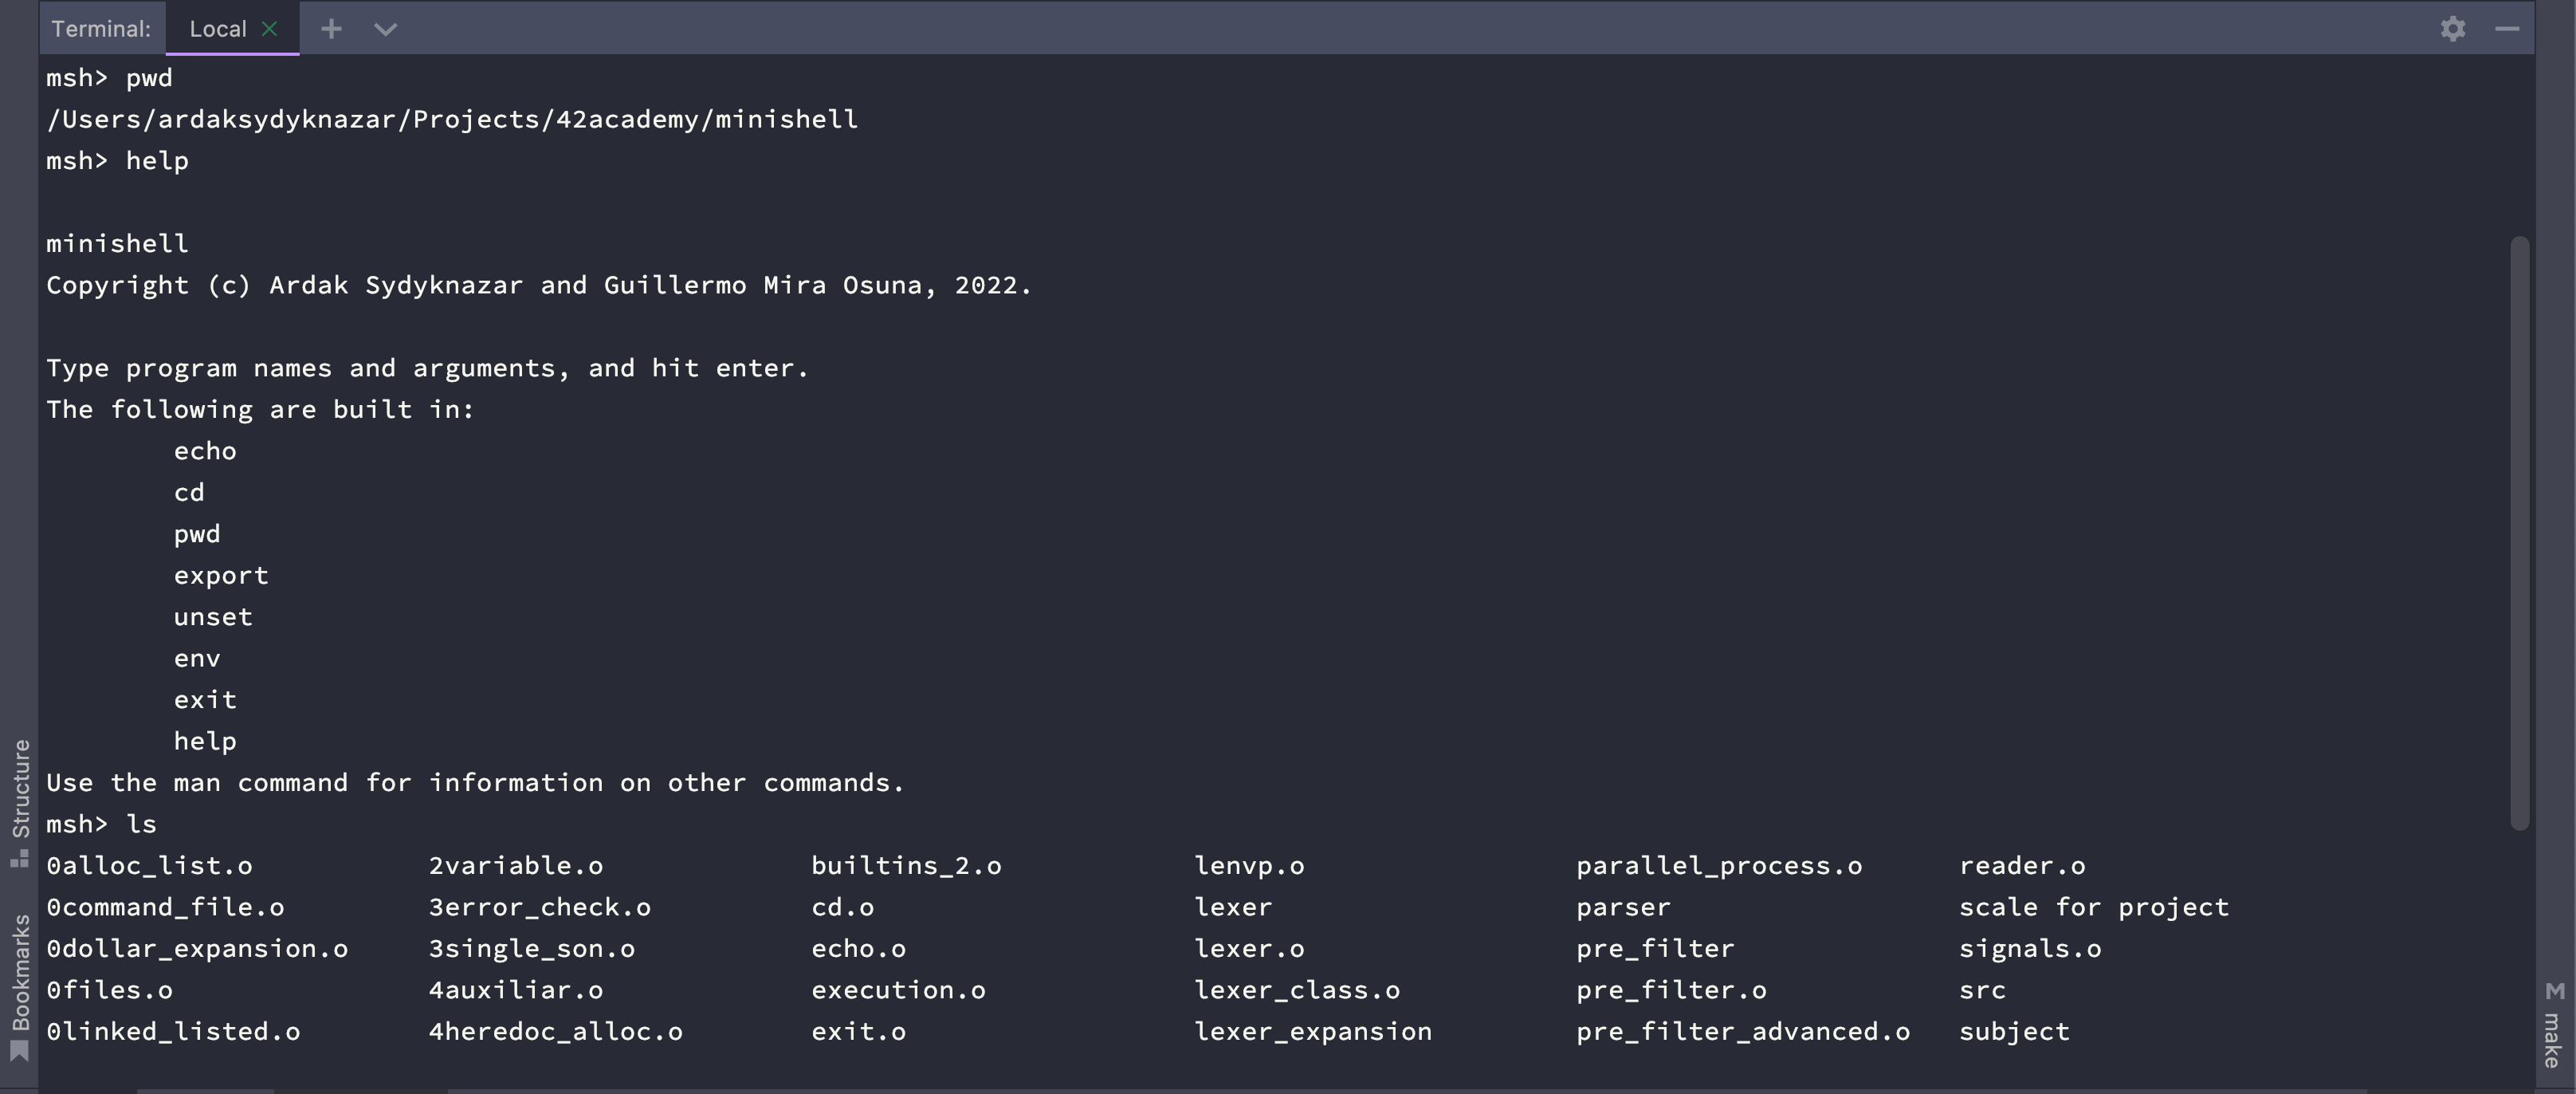 Terminal: Local
msh> pwd
/Users/ardaksydyknazar/Projects/42academy/minishell
msh> help
minishell
Copyright (c) Ardak Sydyknazar and Guillermo Mira Osuna, 2022.
Type program names and arguments, and hit enter.
The following are built in:
echo
cd
pwd
export
unset
env
exit
help
Use the man command for information on other commands.
msh> ls
0alloc_list.o 2variable.o builtins_2.o lenvp.o parallel_process.o reader.o
0command_file.o 3error_check.o cd.o lexer parser scale for project
0dollar_expansion.o 3single_son.o echo.o lexer.o pre_filter signals.o
0files.o 4auxiliar.o execution.o lexer_class.o pre_filter.o src
0linked_listed.o 4heredoc_alloc.o exit.o lexer_expansion pre_filter_advanced.o subject
Structure
Bookmarks
M make